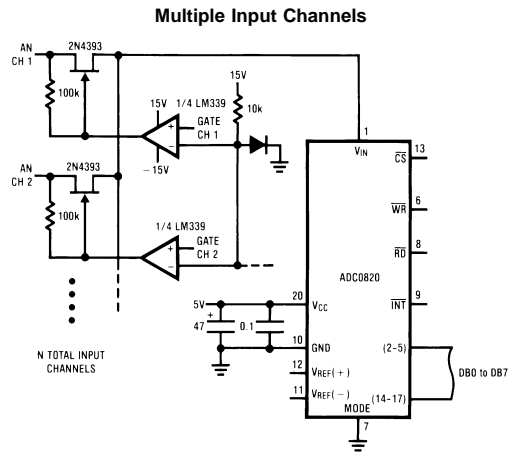 Multiple Input Channels
AN
CH 1
2N4393
100k
15V
1/4 LM339
+
GATE
CH 1
−
− 15V
15V
10k
AN
CH 2
2N4393
100k
1/4 LM339
+
GATE
CH 2
−
N TOTAL INPUT
CHANNELS
5V
+
47
0.1
1
VIN
20
VCC
10
GND
12
VREF(+)
11
VREF(−)
MODE
7
ADC0820
CS
13
WR
6
RD
8
INT
9
(2-5)
(14-17)
DB0 to DB7